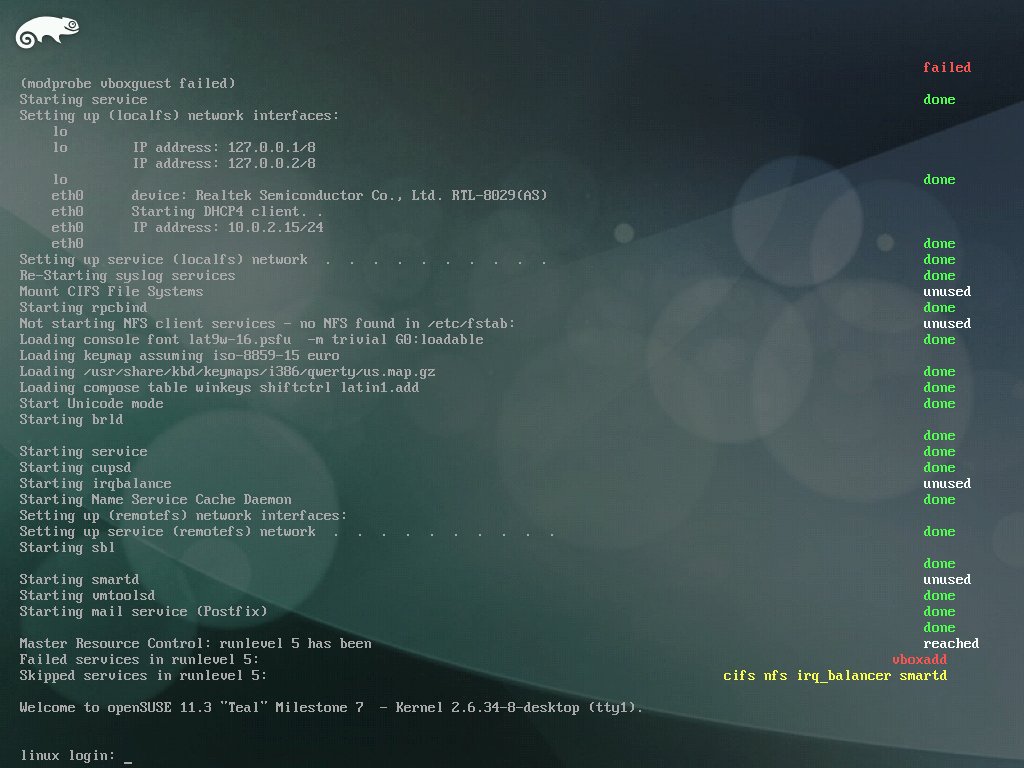 failed
(modprobe vboxguest failed)
Starting service done
Setting up (localfs) network interfaces:
lo
lo IP address: 127.0.0.1/8
IP address: 127.0.0.2/8
lo done
eth0 device: Realtek Semiconductor Co., Ltd. RTL-8029(AS)
eth0 Starting DHCP4 client. .
eth0 IP address: 10.0.2.15/24
eth0 done
Setting up service (localfs) network . . . . . . . . . . done
Re-Starting syslog services done
Mount CIFS File Systems unused
Starting rpcbind done
Not starting NFS client services - no NFS found in /etc/fstab: unused
Loading console font lat9w-16.psfu -m trivial G0:loadable done
Loading keymap assuming iso-8859-15 euro
Loading /usr/share/kbd/keymaps/i386/qwerty/us.map.gz done
Loading compose table winkeys shiftctrl latin1.add done
Start Unicode mode done
Starting brld
done
Starting service done
Starting cupsd done
Starting irqbalance unused
Starting Name Service Cache Daemon done
Setting up (remotefs) network interfaces:
Setting up service (remotefs) network . . . . . . . . . . done
Starting sbl
done
Starting smartd unused
Starting vmtoolsd done
Starting mail service (Postfix) done
done
Master Resource Control: runlevel 5 has been reached
Failed services in runlevel 5: vboxadd
Skipped services in runlevel 5: cifs nfs irq_balancer smartd
Welcome to openSUSE 11.3 "Teal" Milestone 7 - Kernel 2.6.34-8-desktop (tty1).
linux login: _